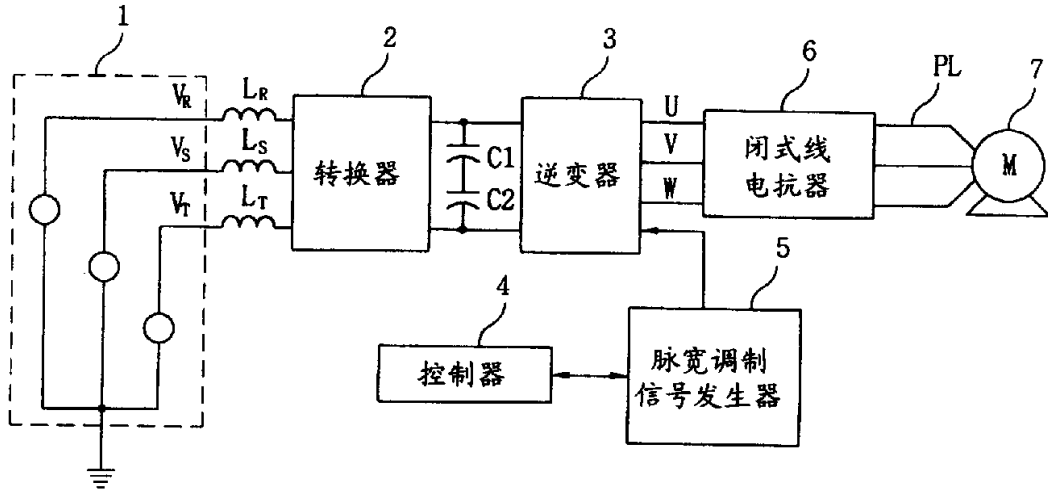 1
2
3
6
PL
7
V_R
L_R
V_S
L_S
V_T
L_T
转换器
C1
C2
逆变器
U
V
W
闭式线
电抗器
M
4
5
控制器
脉宽调制
信号发生器